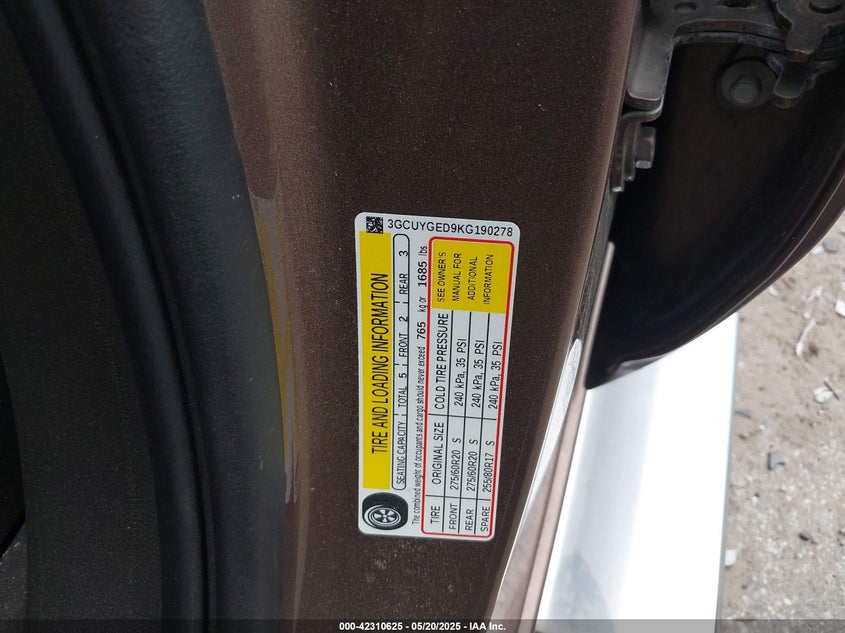 3GCUYGED9KG190278
TIRE AND LOADING INFORMATION
SEATING CAPACITY TOTAL 5 FRONT 2 REAR 3
The combined weight of occupants and cargo should never exceed 765 kg or 1685 lbs.
TIRE ORIGINAL SIZE COLD TIRE PRESSURE SEE OWNER'S
FRONT 275/60R20 S 240 kPa, 35 PSI MANUAL FOR
REAR 275/60R20 S 240 kPa, 35 PSI ADDITIONAL
SPARE 255/80R17 S 240 kPa, 35 PSI INFORMATION
000-42310625 - 05/20/2025 - IAA Inc.